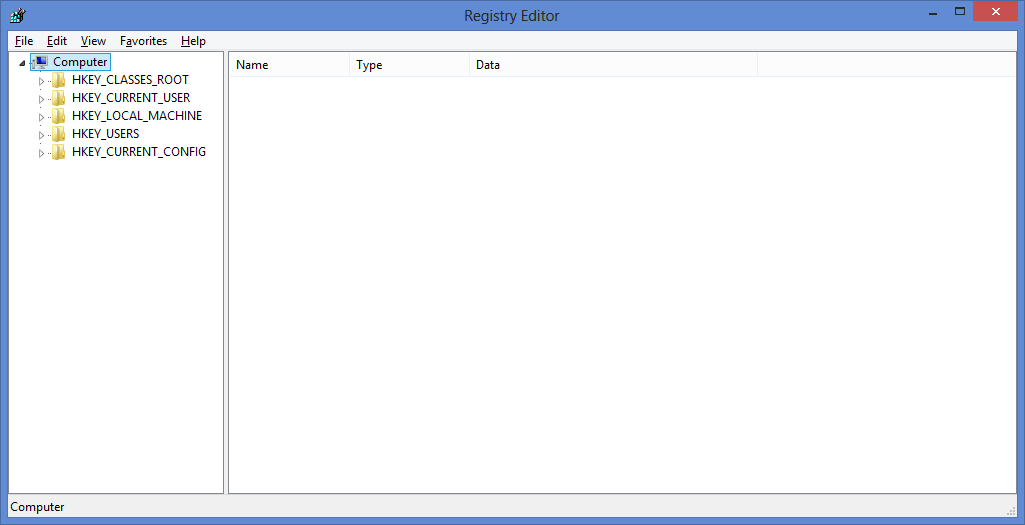 Registry Editor
File Edit View Favorites Help
Computer
HKEY_CLASSES_ROOT
HKEY_CURRENT_USER
HKEY_LOCAL_MACHINE
HKEY_USERS
HKEY_CURRENT_CONFIG
Name Type Data
Computer